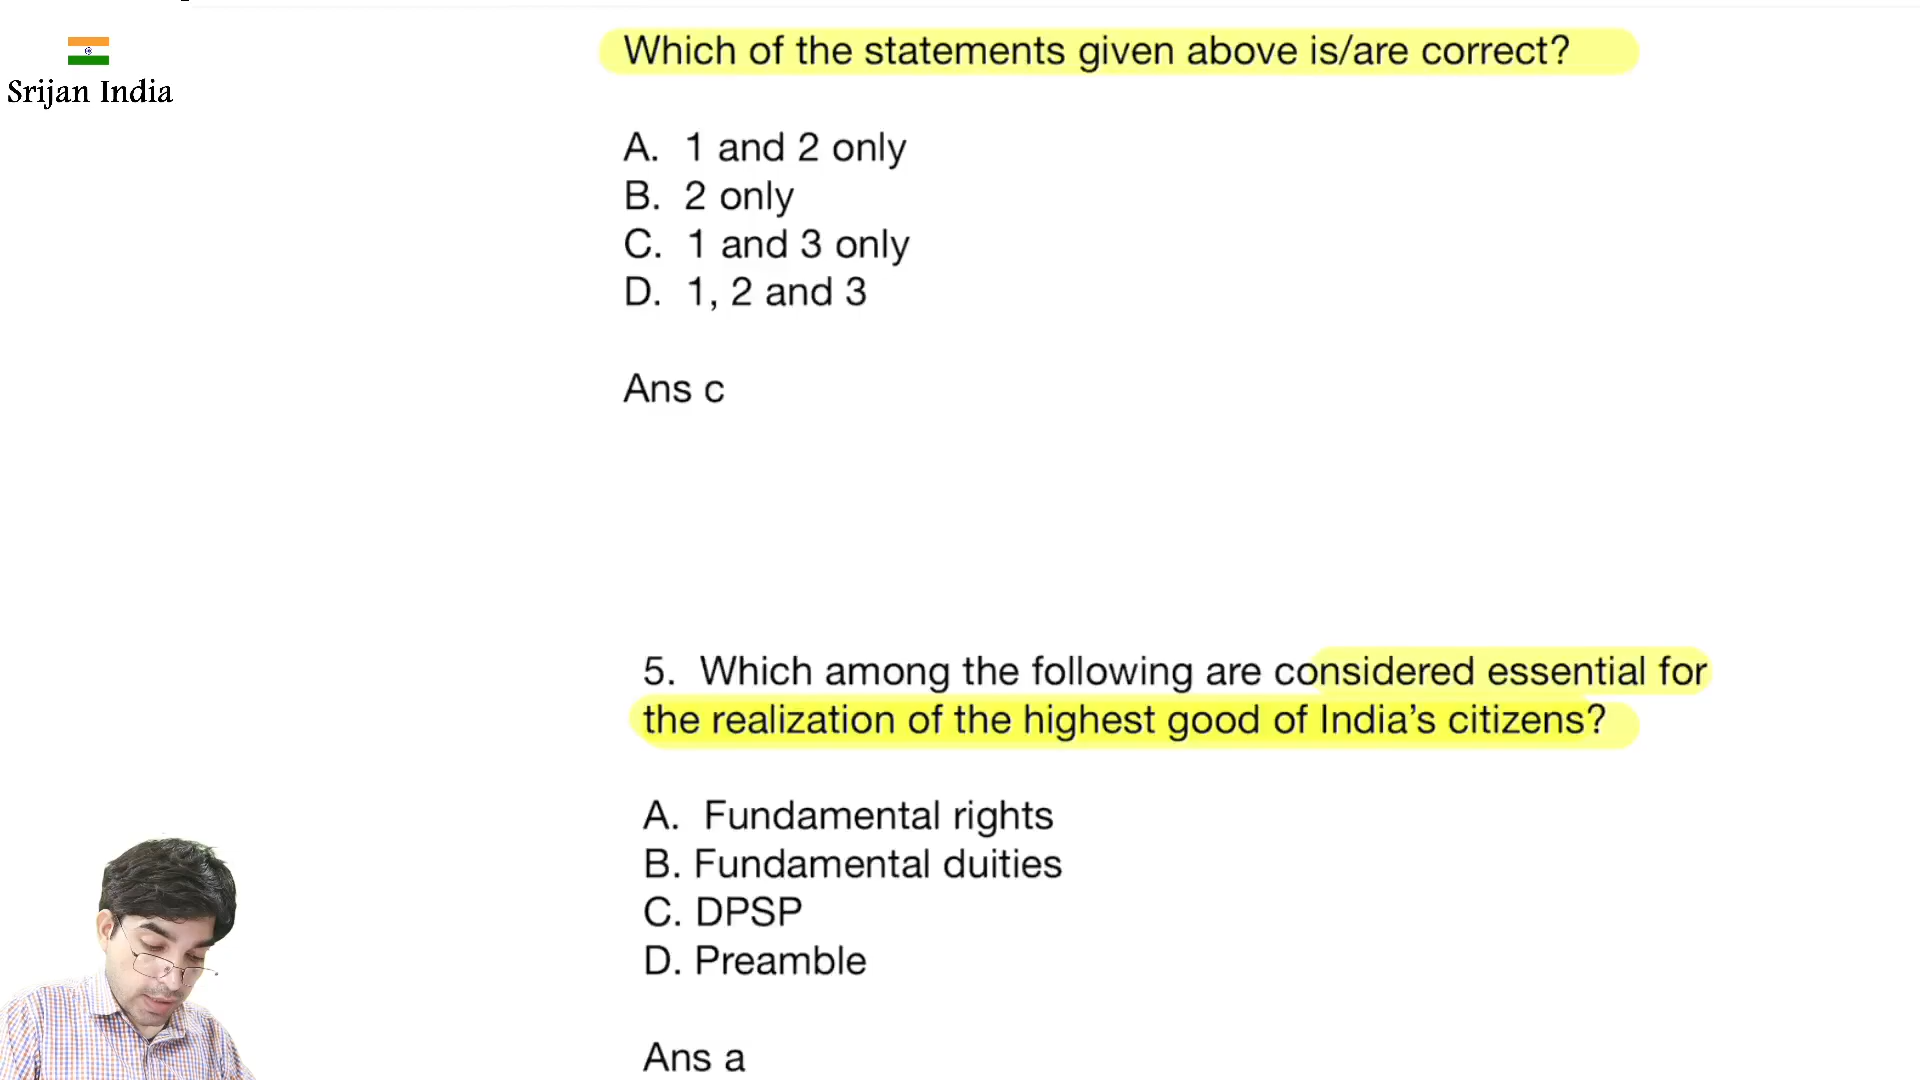 Srijan India
Which of the statements given above is/are correct?
A. 1 and 2 only
B. 2 only
C. 1 and 3 only
D. 1, 2 and 3
Ans c
5. Which among the following are considered essential for
the realization of the highest good of India’s citizens?
A. Fundamental rights
B. Fundamental duities
C. DPSP
D. Preamble
Ans a